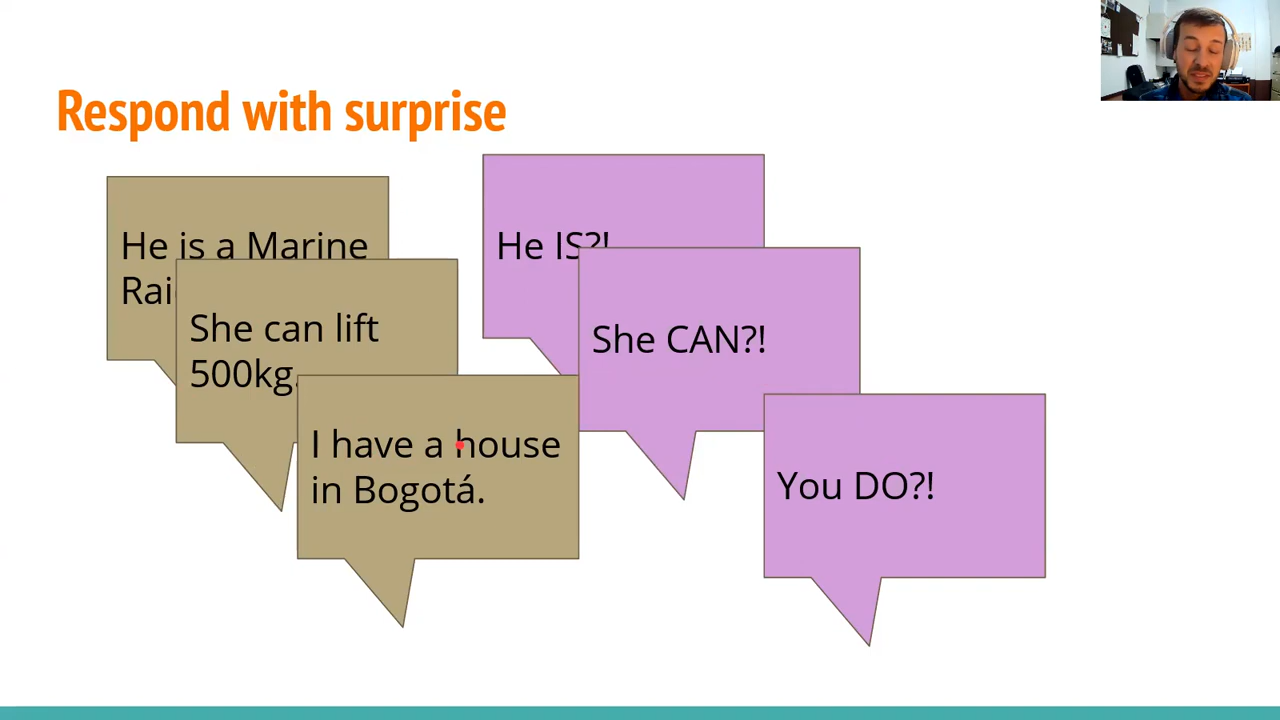 Respond with surprise
He is a Marine
She can lift
500kg.
I have a house
in Bogotá.
He IS?!
She CAN?!
You DO?!